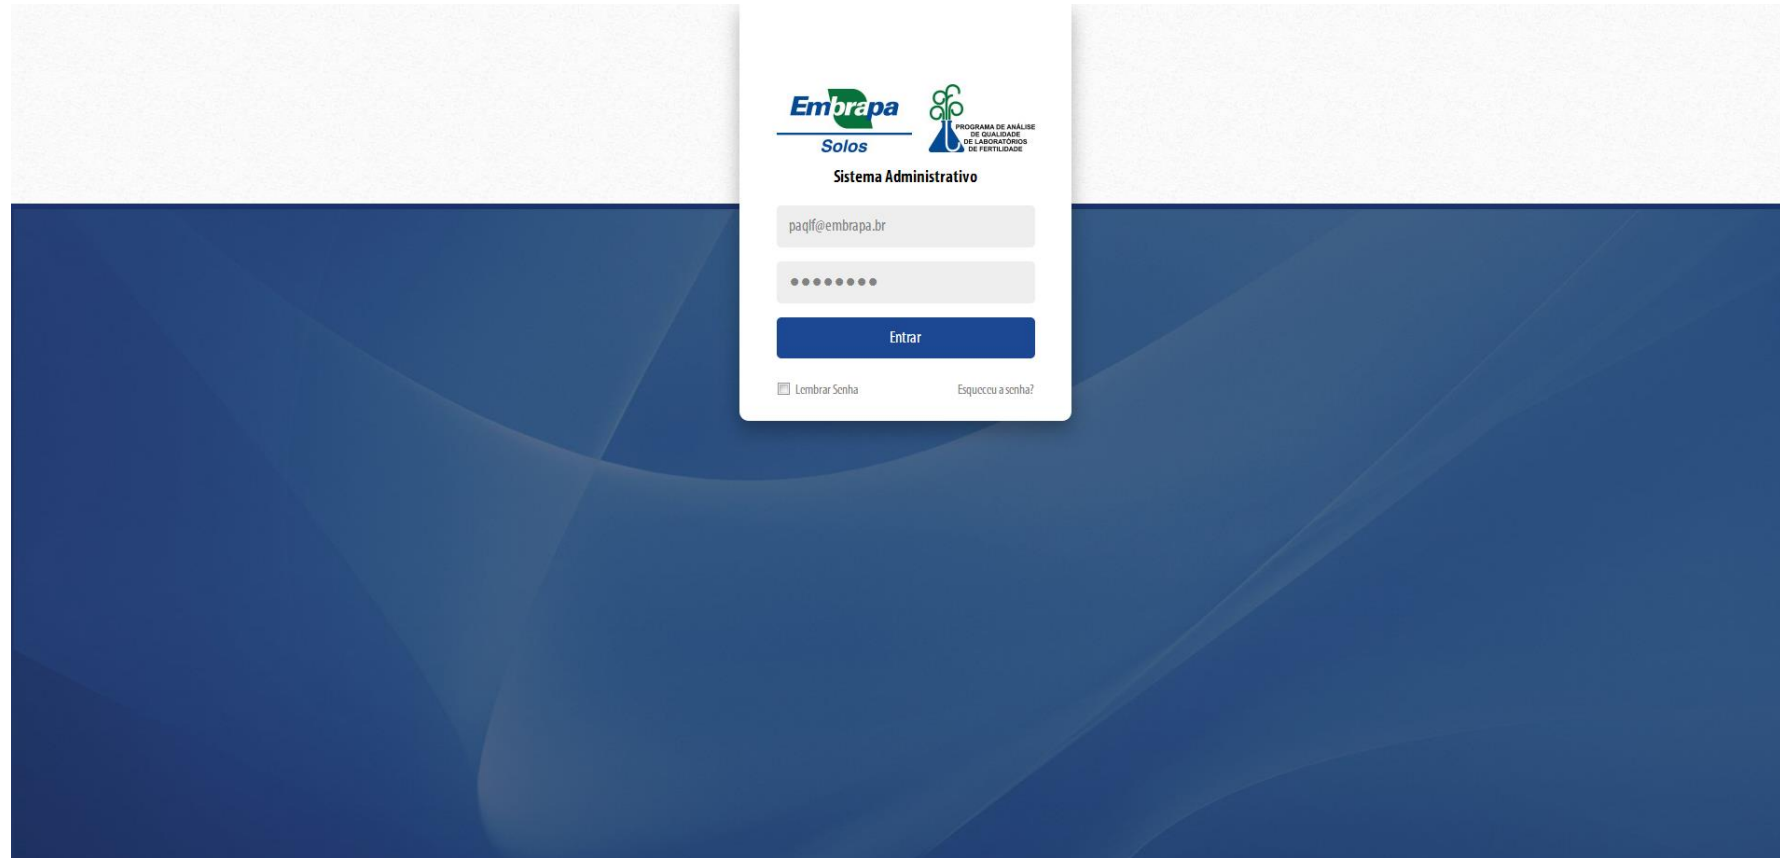 Embrapa
Solos
PROGRAMA DE ANÁLISE
DE QUALIDADE
DE LABORATÓRIOS
DE FERTILIDADE
Sistema Administrativo
paqlf@embrapa.br
Entrar
Lembrar Senha
Esqueceu a senha?